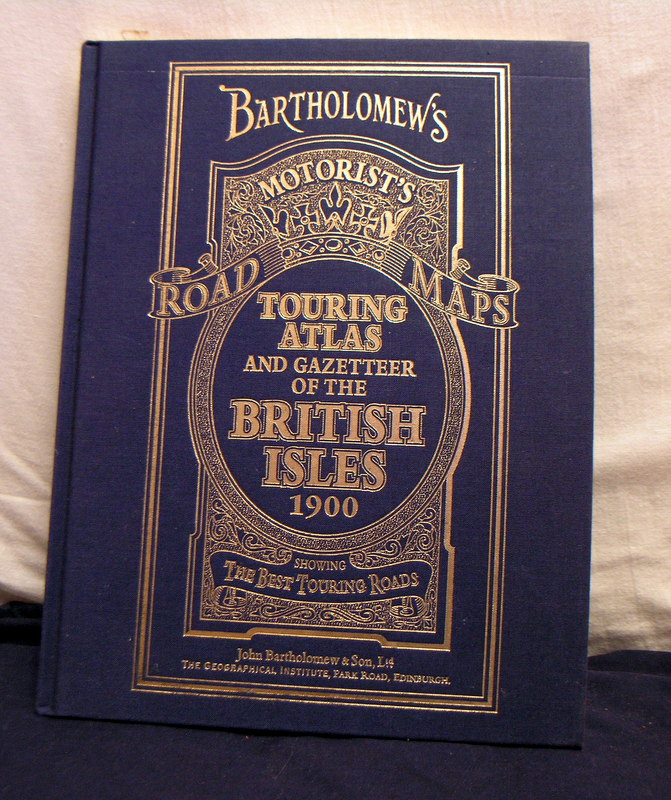 BARTHOLOMEW'S
MOTORIST'S
ROAD MAPS
TOURING
ATLAS
AND GAZETTEER
OF THE
BRITISH
ISLES
1900
SHOWING
THE BEST TOURING ROADS
John Bartholomew & Son, Ltd
THE GEOGRAPHICAL INSTITUTE, PARK ROAD, EDINBURGH.